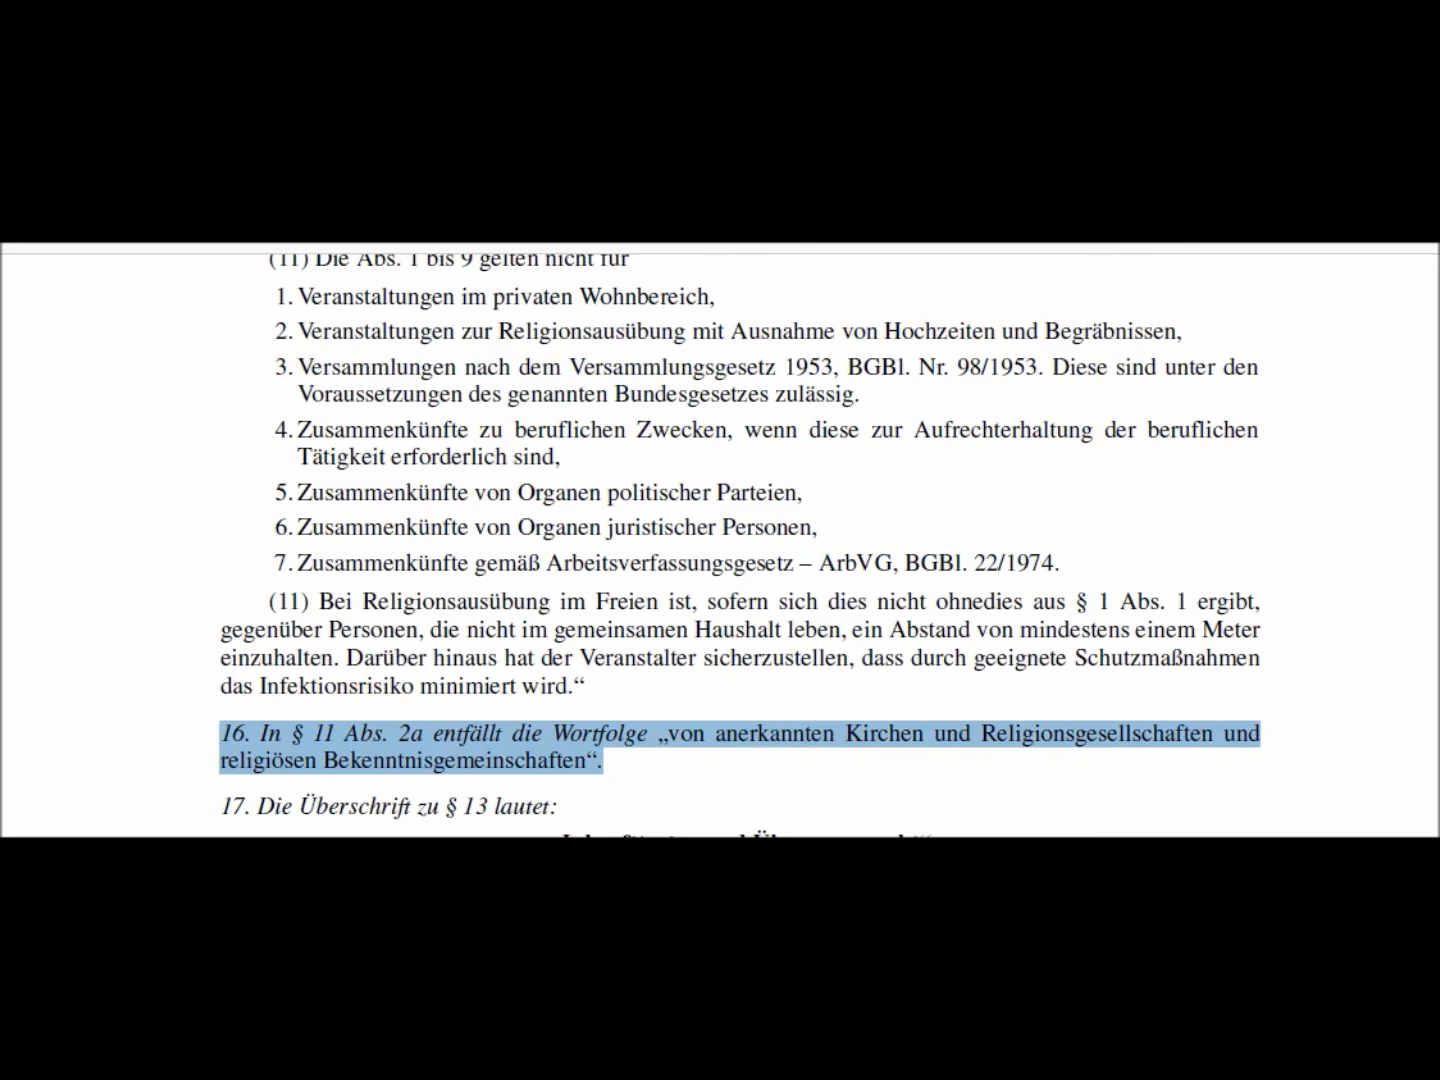 (11) Die Abs. 1 bis 9 gelten nicht für
1. Veranstaltungen im privaten Wohnbereich,
2. Veranstaltungen zur Religionsausübung mit Ausnahme von Hochzeiten und Begräbnissen,
3. Versammlungen nach dem Versammlungsgesetz 1953, BGBl. Nr. 98/1953. Diese sind unter den
Voraussetzungen des genannten Bundesgesetzes zulässig.
4. Zusammenkünfte zu beruflichen Zwecken, wenn diese zur Aufrechterhaltung der beruflichen
Tätigkeit erforderlich sind,
5. Zusammenkünfte von Organen politischer Parteien,
6. Zusammenkünfte von Organen juristischer Personen,
7. Zusammenkünfte gemäß Arbeitsverfassungsgesetz – ArbVG, BGBl. 22/1974.
(11) Bei Religionsausübung im Freien ist, sofern sich dies nicht ohnedies aus § 1 Abs. 1 ergibt,
gegenüber Personen, die nicht im gemeinsamen Haushalt leben, ein Abstand von mindestens einem Meter
einzuhalten. Darüber hinaus hat der Veranstalter sicherzustellen, dass durch geeignete Schutzmaßnahmen
das Infektionsrisiko minimiert wird.“
16. In § 11 Abs. 2a entfällt die Wortfolge „von anerkannten Kirchen und Religionsgesellschaften und
religiösen Bekenntnisgemeinschaften“.
17. Die Überschrift zu § 13 lautet: